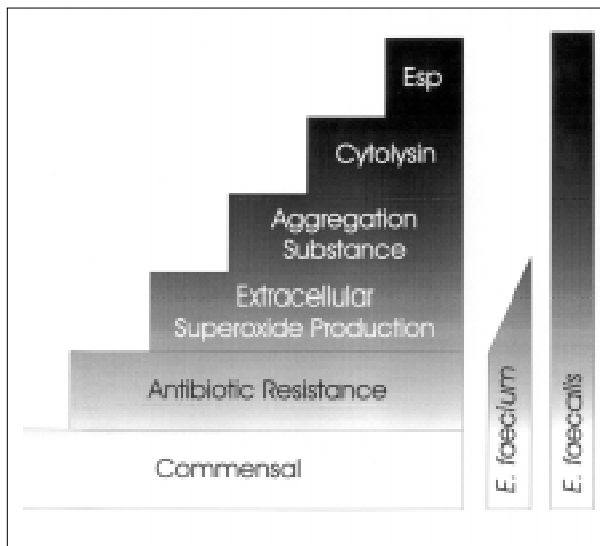 Esp
Cytolysin
Aggregation
Substance
Extracellular
Superoxide Production
Antibiotic Resistance
Commensal
E. faecium
E. faecalis